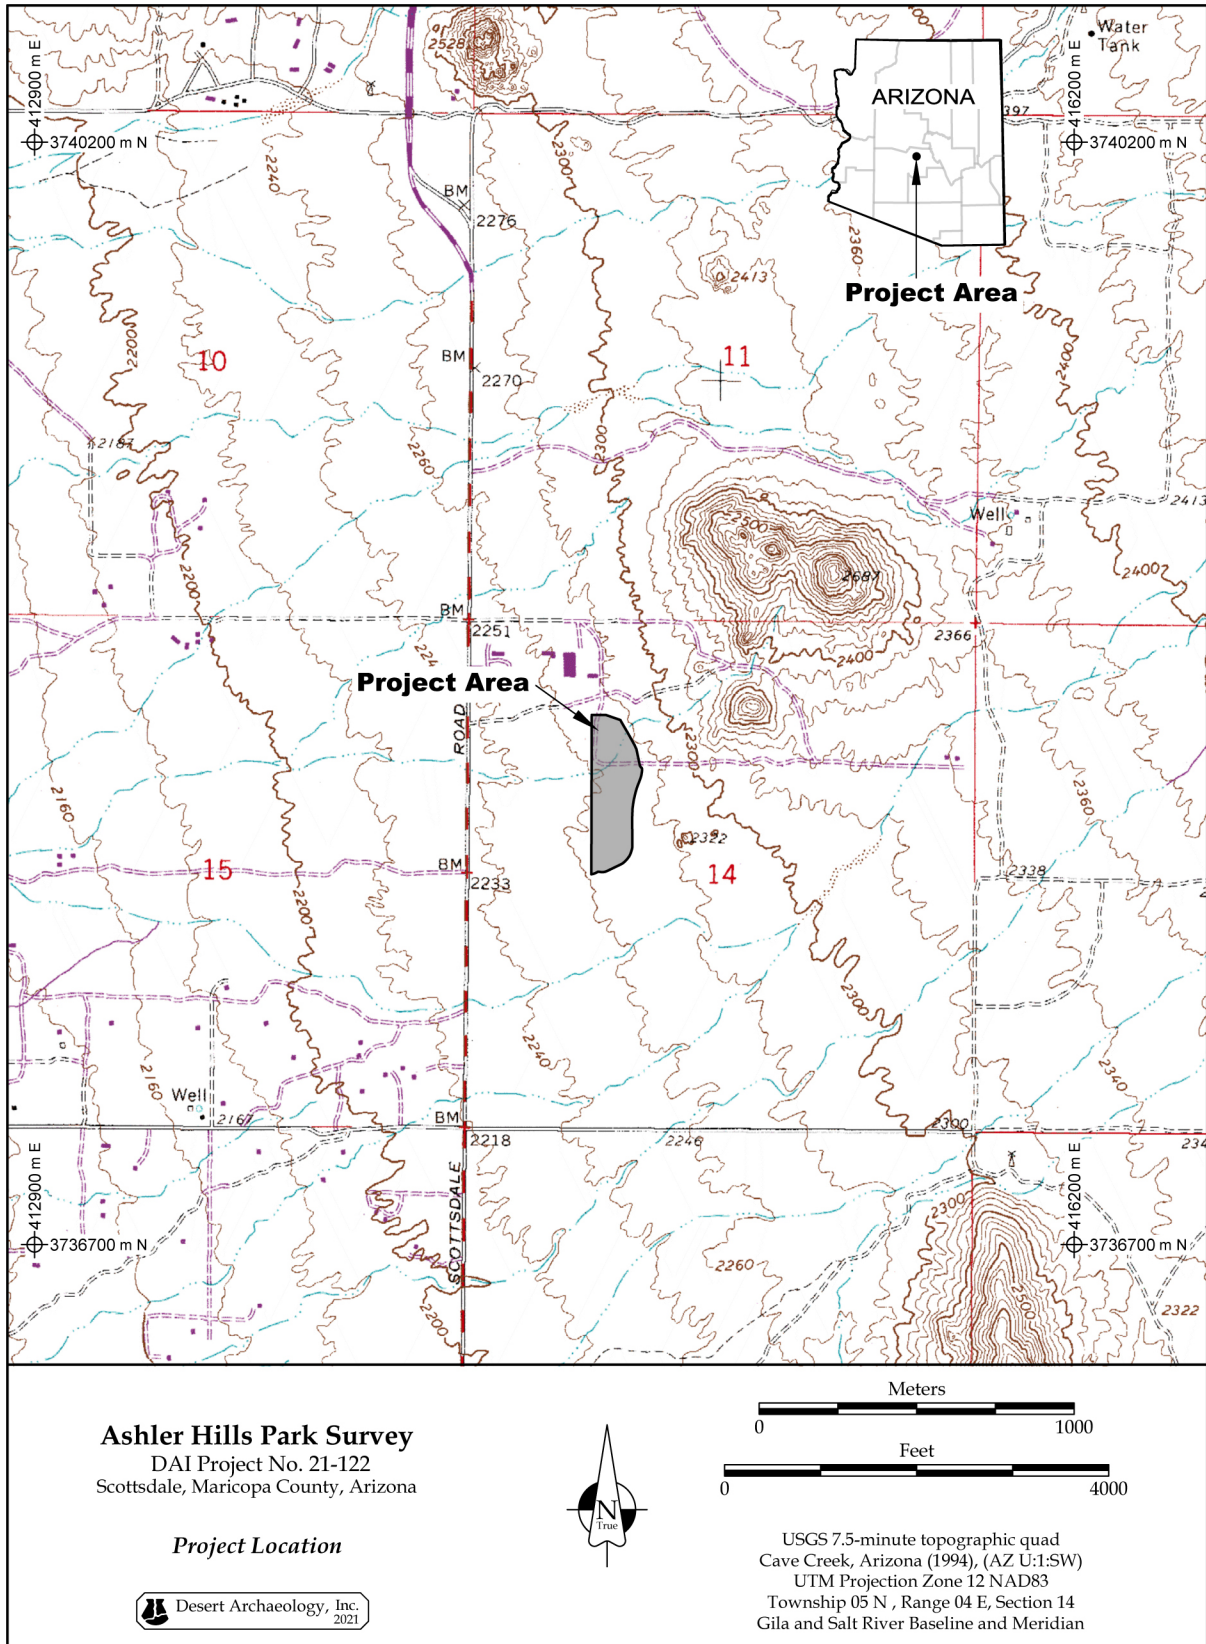 2528
2400
Water
Tank
412900 m E
3740200 m N
ARIZONA
397
416200 m E
3740200 m N
2240
2300
BM
2276
2360
2413
Project Area
2200
10
BM
2270
11
2400
2187
2260
2300
2413
Well
2500
2687
2400
2200
BM
2251
2366
2400
224
Project Area
ROAD
2300
2160
2360
2322
15
BM
2233
14
2338
2
2200
2300
2240
2160
2340
Well
2167
BM
2218
2246
2300
234
412900 m E
3736700 m N
SCOTTSDALE
2300
416200 m E
3736700 m N
2260
2500
2322
2200
Ashler Hills Park Survey
DAI Project No. 21-122
Scottsdale, Maricopa County, Arizona
Project Location
Desert Archaeology, Inc.
2021
N
True
Meters
0 1000
Feet
0 4000
USGS 7.5-minute topographic quad
Cave Creek, Arizona (1994), (AZ U:1:SW)
UTM Projection Zone 12 NAD83
Township 05 N , Range 04 E, Section 14
Gila and Salt River Baseline and Meridian